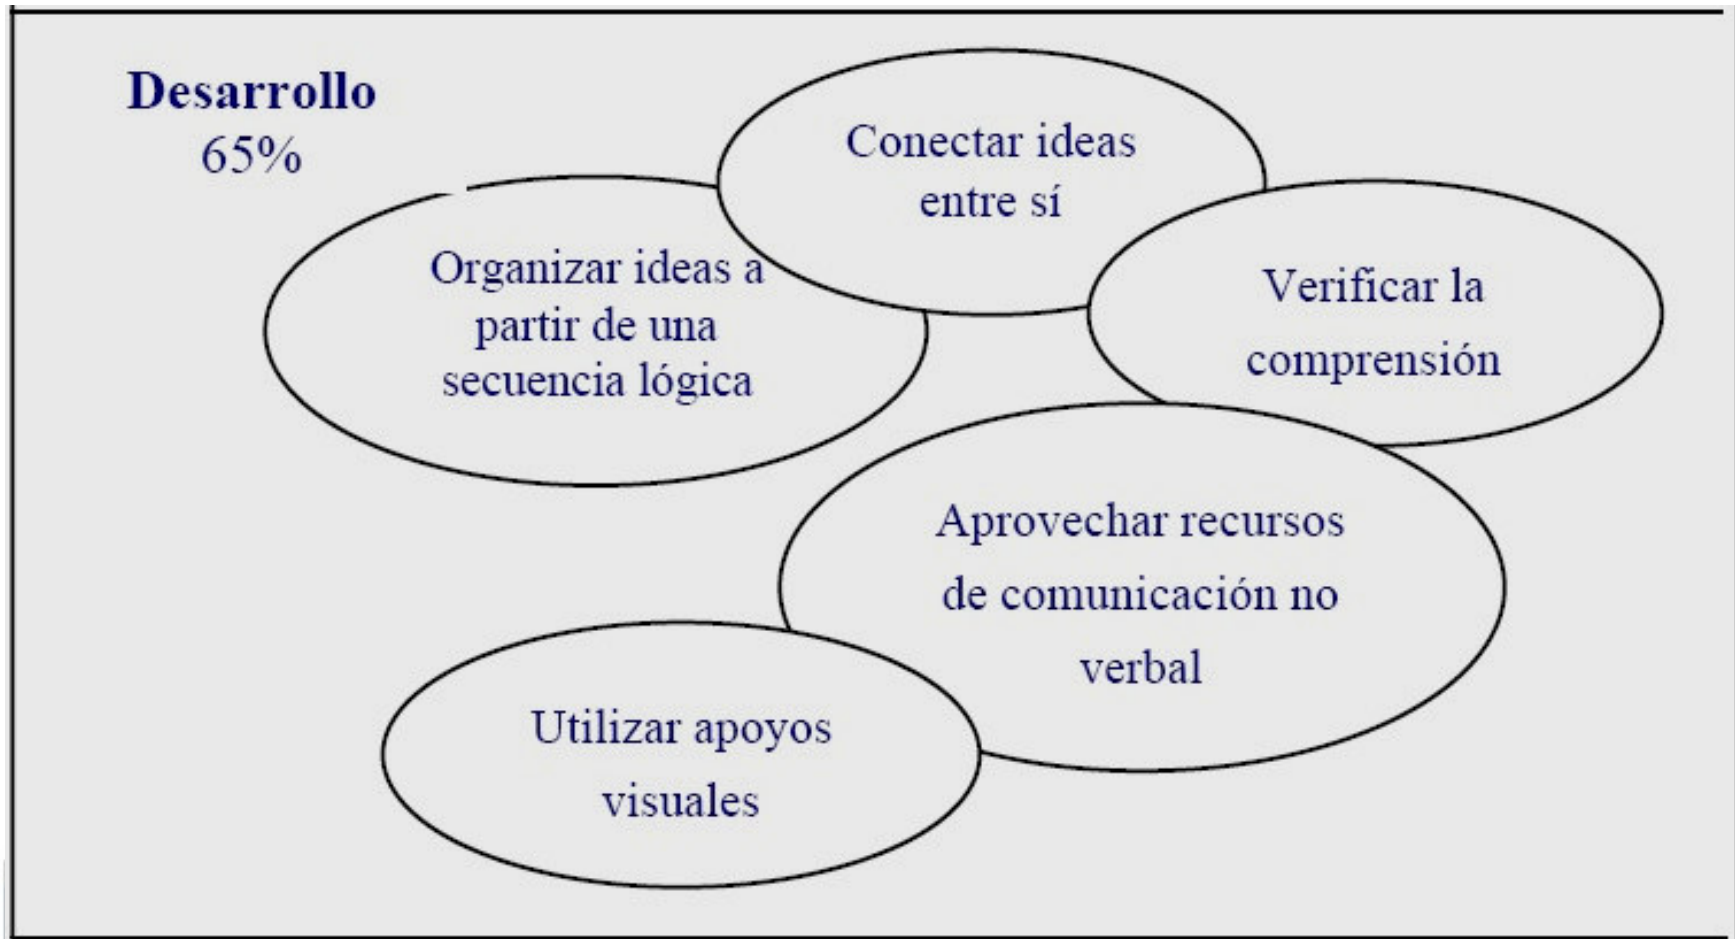 Desarrollo
65%
Conectar ideas
entre sí
Organizar ideas a
partir de una
secuencia lógica
Verificar la
comprensión
Aprovechar recursos
de comunicación no
verbal
Utilizar apoyos
visuales